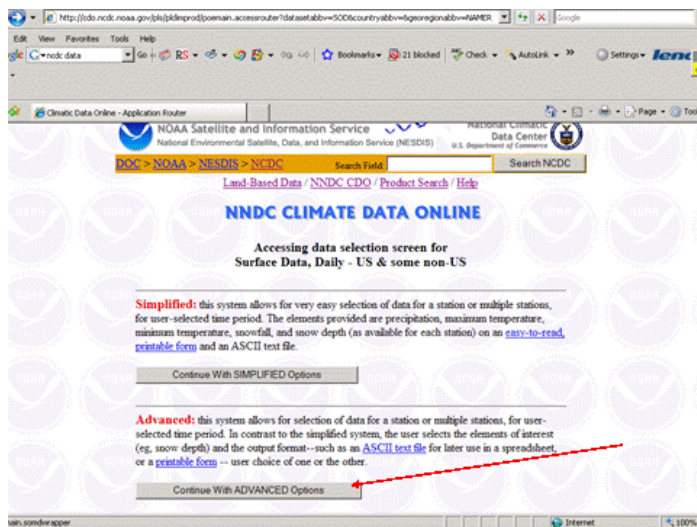 http://cdo.ncdc.noaa.gov/pls/plclimprod/poemain.accessrouter?datasetabbv=SOD&countryabbv=&georegionabbv=NAMER
Google
Edit View Favorites Tools Help
gle ncdc data Go RS Bookmarks 21 blocked Check AutoLink » Settings
Climatic Data Online - Application Router Page Tool
NOAA Satellite and Information Service
National Environmental Satellite, Data, and Information Service (NESDIS)
National Climatic
Data Center
U.S. Department of Commerce
DOC > NOAA > NESDIS > NCDC Search Field Search NCDC
Land-Based Data / NNDC CDO / Product Search / Help
NNDC CLIMATE DATA ONLINE
Accessing data selection screen for
Surface Data, Daily - US & some non-US
Simplified: this system allows for very easy selection of data for a station or multiple stations,
for user-selected time period. The elements provided are precipitation, maximum temperature,
minimum temperature, snowfall, and snow depth (as available for each station) on an easy-to-read,
printable form and an ASCII text file.
Continue With SIMPLIFIED Options
Advanced: this system allows for selection of data for a station or multiple stations, for user-
selected time period. In contrast to the simplified system, the user selects the elements of interest
(eg, snow depth) and the output format--such as an ASCII text file for later use in a spreadsheet,
or a printable form -- user choice of one or the other.
Continue With ADVANCED Options
ain.somdwrapper Internet 100%